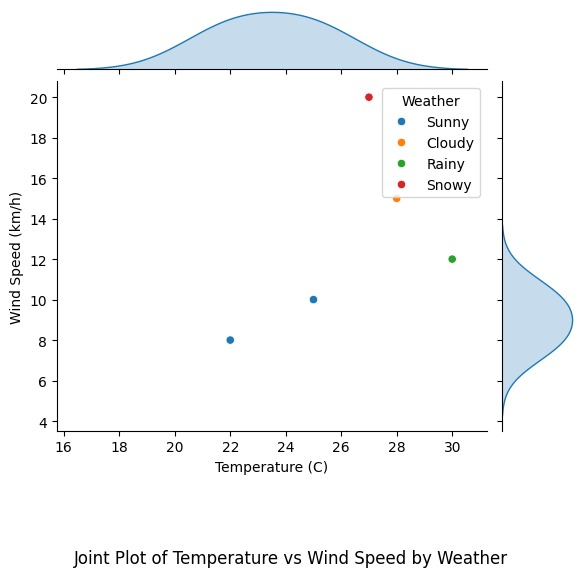 Weather
Sunny
Cloudy
Rainy
Snowy
20
18
16
14
12
10
8
6
4
Wind Speed (km/h)
16 18 20 22 24 26 28 30
Temperature (C)
Joint Plot of Temperature vs Wind Speed by Weather